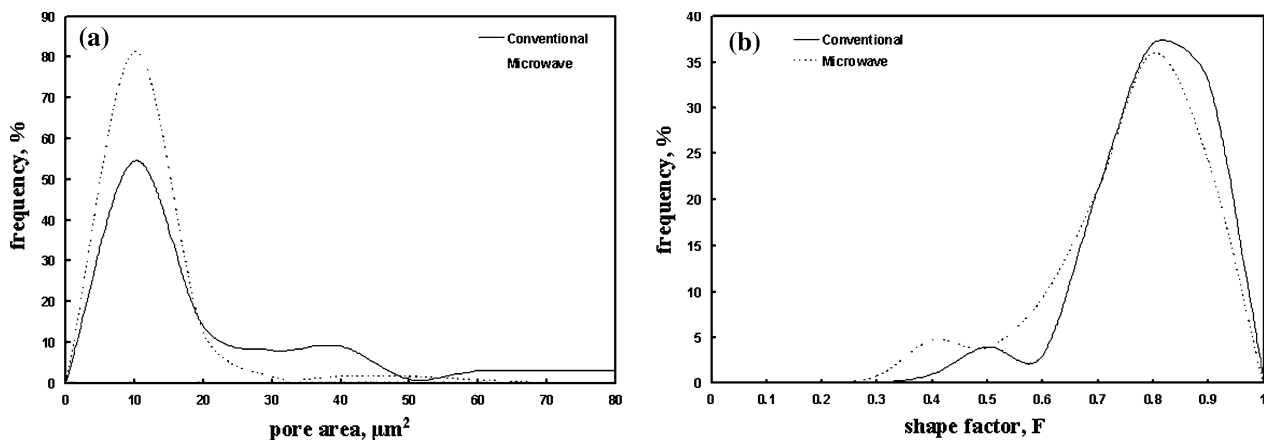 (a)
Conventional
Microwave
90
80
70
60
50
40
30
20
10
0
frequency, %
0 10 20 30 40 50 60 70 80
pore area, µm²
(b)
Conventional
Microwave
40
35
30
25
20
15
10
5
0
frequency, %
0 0.1 0.2 0.3 0.4 0.5 0.6 0.7 0.8 0.9 1
shape factor, F